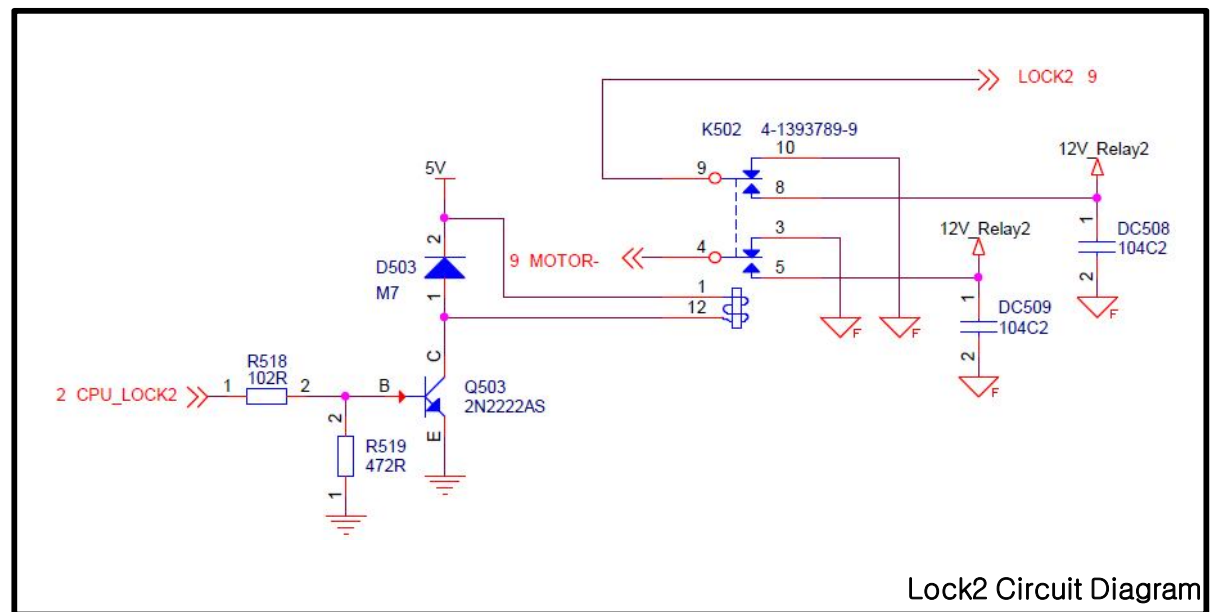 LOCK2 9
K502 4-1393789-9
10
9
8
12V_Relay2
1
DC508
104C2
2
F
5V
2
D503
M7
1
9 MOTOR-
4
3
5
12V_Relay2
1
DC509
104C2
2
F
1
12
F
F
C
R518
102R
2 CPU_LOCK2
1
2
B
Q503
2N2222AS
E
2
R519
472R
1
Lock2 Circuit Diagram